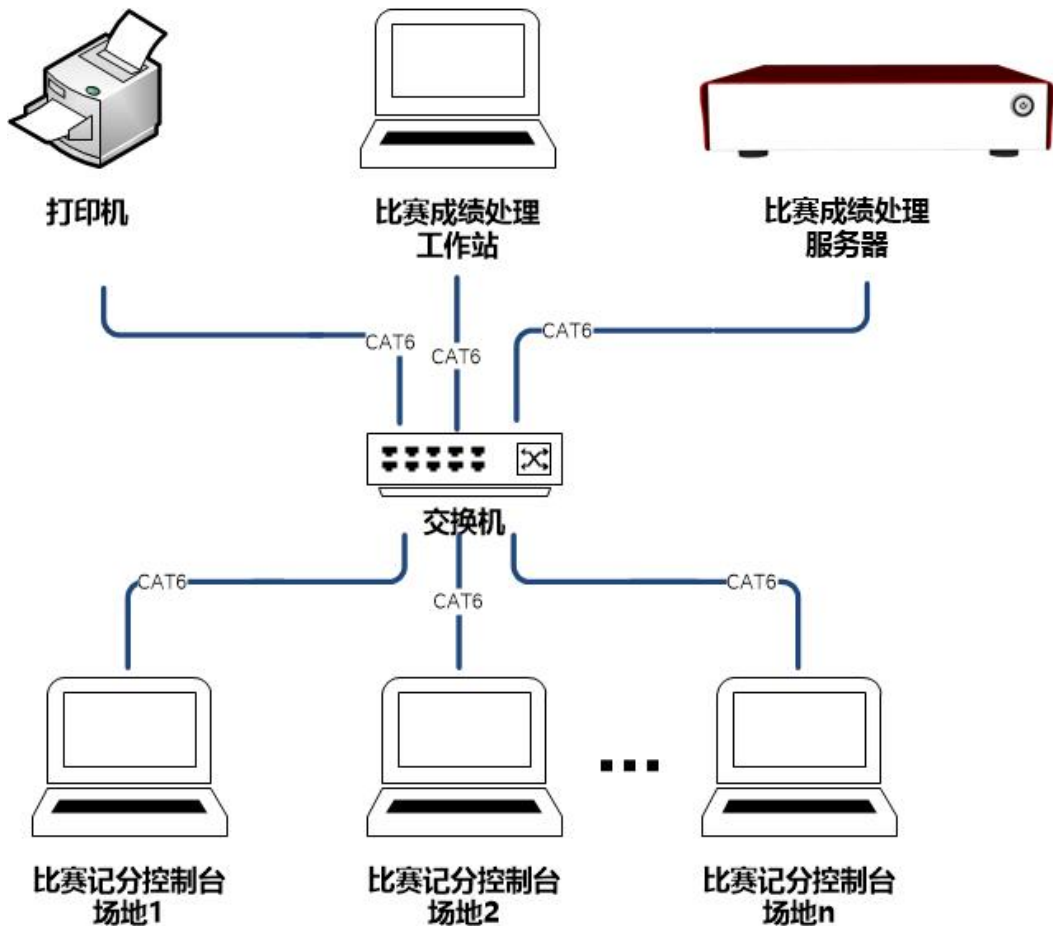 打印机
比赛成绩处理
工作站
比赛成绩处理
服务器
CAT6
CAT6
CAT6
交换机
CAT6
CAT6
CAT6
比赛记分控制台
场地1
比赛记分控制台
场地2
比赛记分控制台
场地n